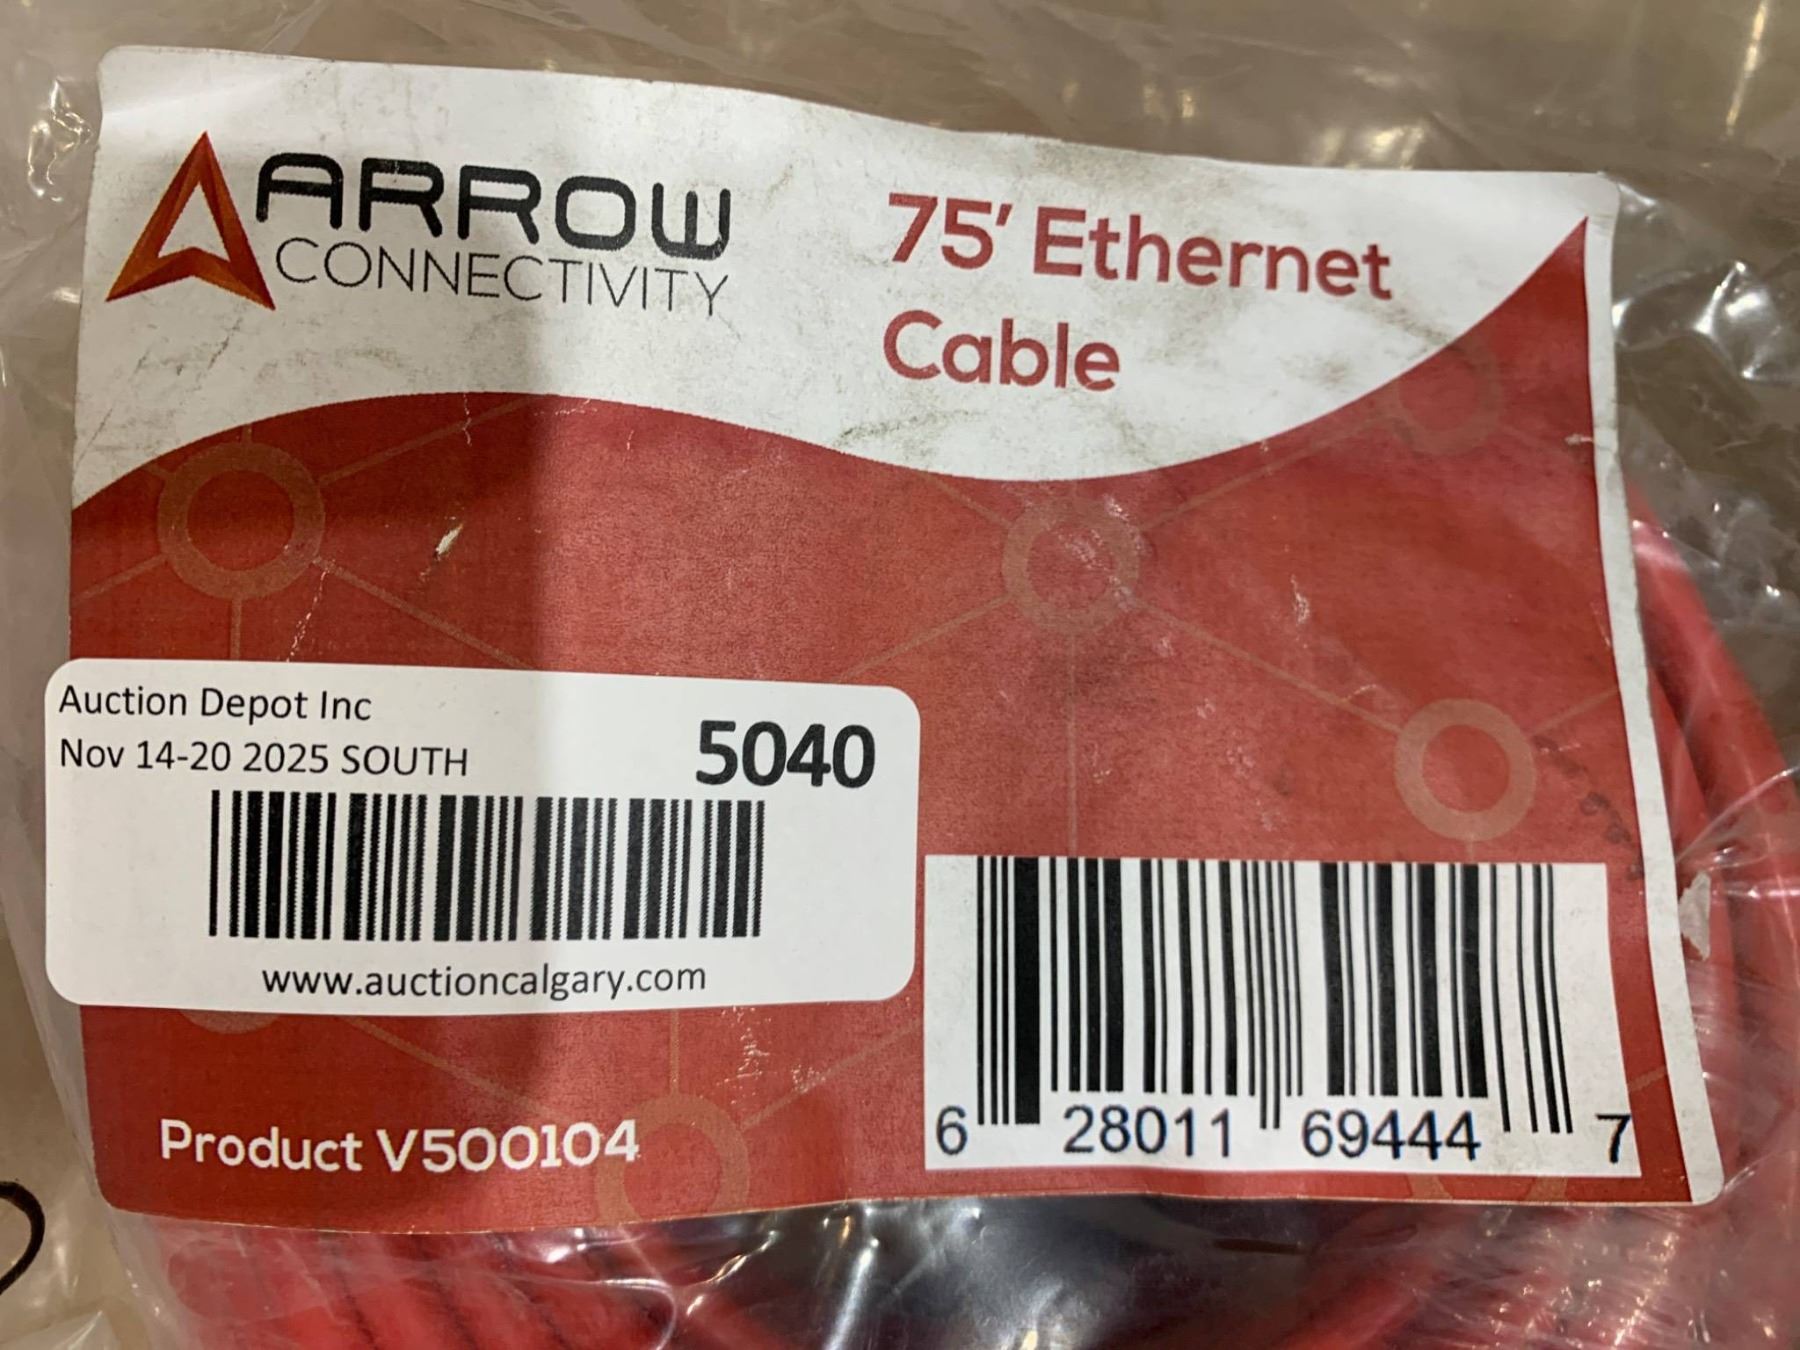 ARROW
CONNECTIVITY
75' Ethernet
Cable
Auction Depot Inc
Nov 14-20 2025 SOUTH
5040
www.auctioncalgary.com
Product V500104
6 28011 69444 7